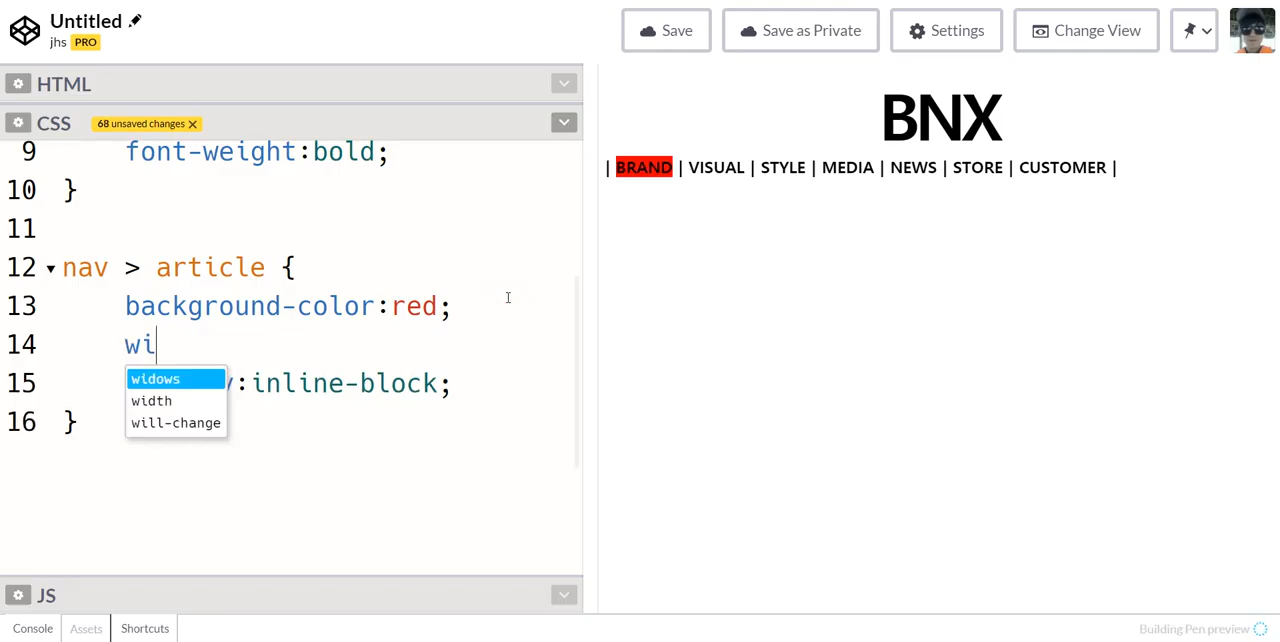 Untitled
jhs PRO
Save
Save as Private
Settings
Change View
HTML
CSS 68 unsaved changes
9 font-weight:bold;
10 }
11
12 nav > article {
13 background-color:red;
14 wi
15 :inline-block;
16 }
widows
width
will-change
JS
Console Assets Shortcuts
BNX
| BRAND | VISUAL | STYLE | MEDIA | NEWS | STORE | CUSTOMER |
Building Pen preview